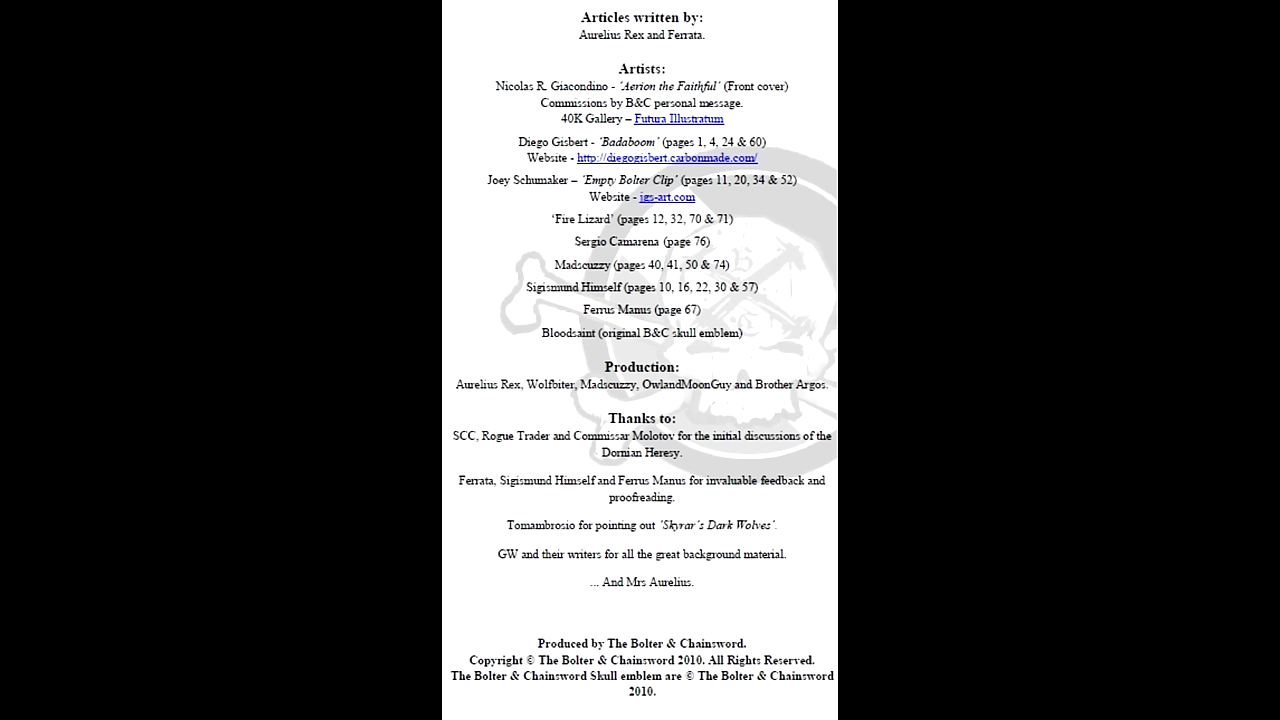 Articles written by:
Aurelius Rex and Ferrata.
Artists:
Nicolas R. Giacondino - 'Aerion the Faithful' (Front cover)
Commissions by B&C personal message.
40K Gallery – Futura Illustratum
Diego Gisbert - 'Badaboom' (pages 1, 4, 24 & 60)
Website - http://diegogisbert.carbonmade.com/
Joey Schumaker – 'Empty Bolter Clip' (pages 11, 20, 34 & 52)
Website - jgs-art.com
'Fire Lizard' (pages 12, 32, 70 & 71)
Sergio Camarena (page 76)
Madscuzzy (pages 40, 41, 50 & 74)
Sigismund Himself (pages 10, 16, 22, 30 & 57)
Ferrus Manus (page 67)
Bloodsaint (original B&C skull emblem)
Production:
Aurelius Rex, Wolfbiter, Madscuzzy, OwlandMoonGuy and Brother Argos.
Thanks to:
SCC, Rogue Trader and Commissar Molotov for the initial discussions of the
Dornian Heresy.
Ferrata, Sigismund Himself and Ferrus Manus for invaluable feedback and
proofreading.
Tomambrosio for pointing out 'Skyrar's Dark Wolves'.
GW and their writers for all the great background material.
... And Mrs Aurelius.
Produced by The Bolter & Chainsword.
Copyright © The Bolter & Chainsword 2010. All Rights Reserved.
The Bolter & Chainsword Skull emblem are © The Bolter & Chainsword
2010.